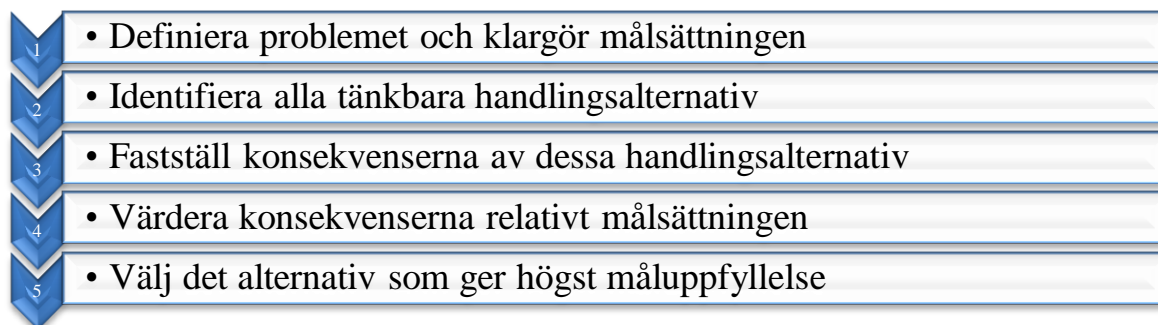 1 • Definiera problemet och klargör målsättningen
2 • Identifiera alla tänkbara handlingsalternativ
3 • Fastställ konsekvenserna av dessa handlingsalternativ
4 • Värdera konsekvenserna relativt målsättningen
5 • Välj det alternativ som ger högst måluppfyllelse